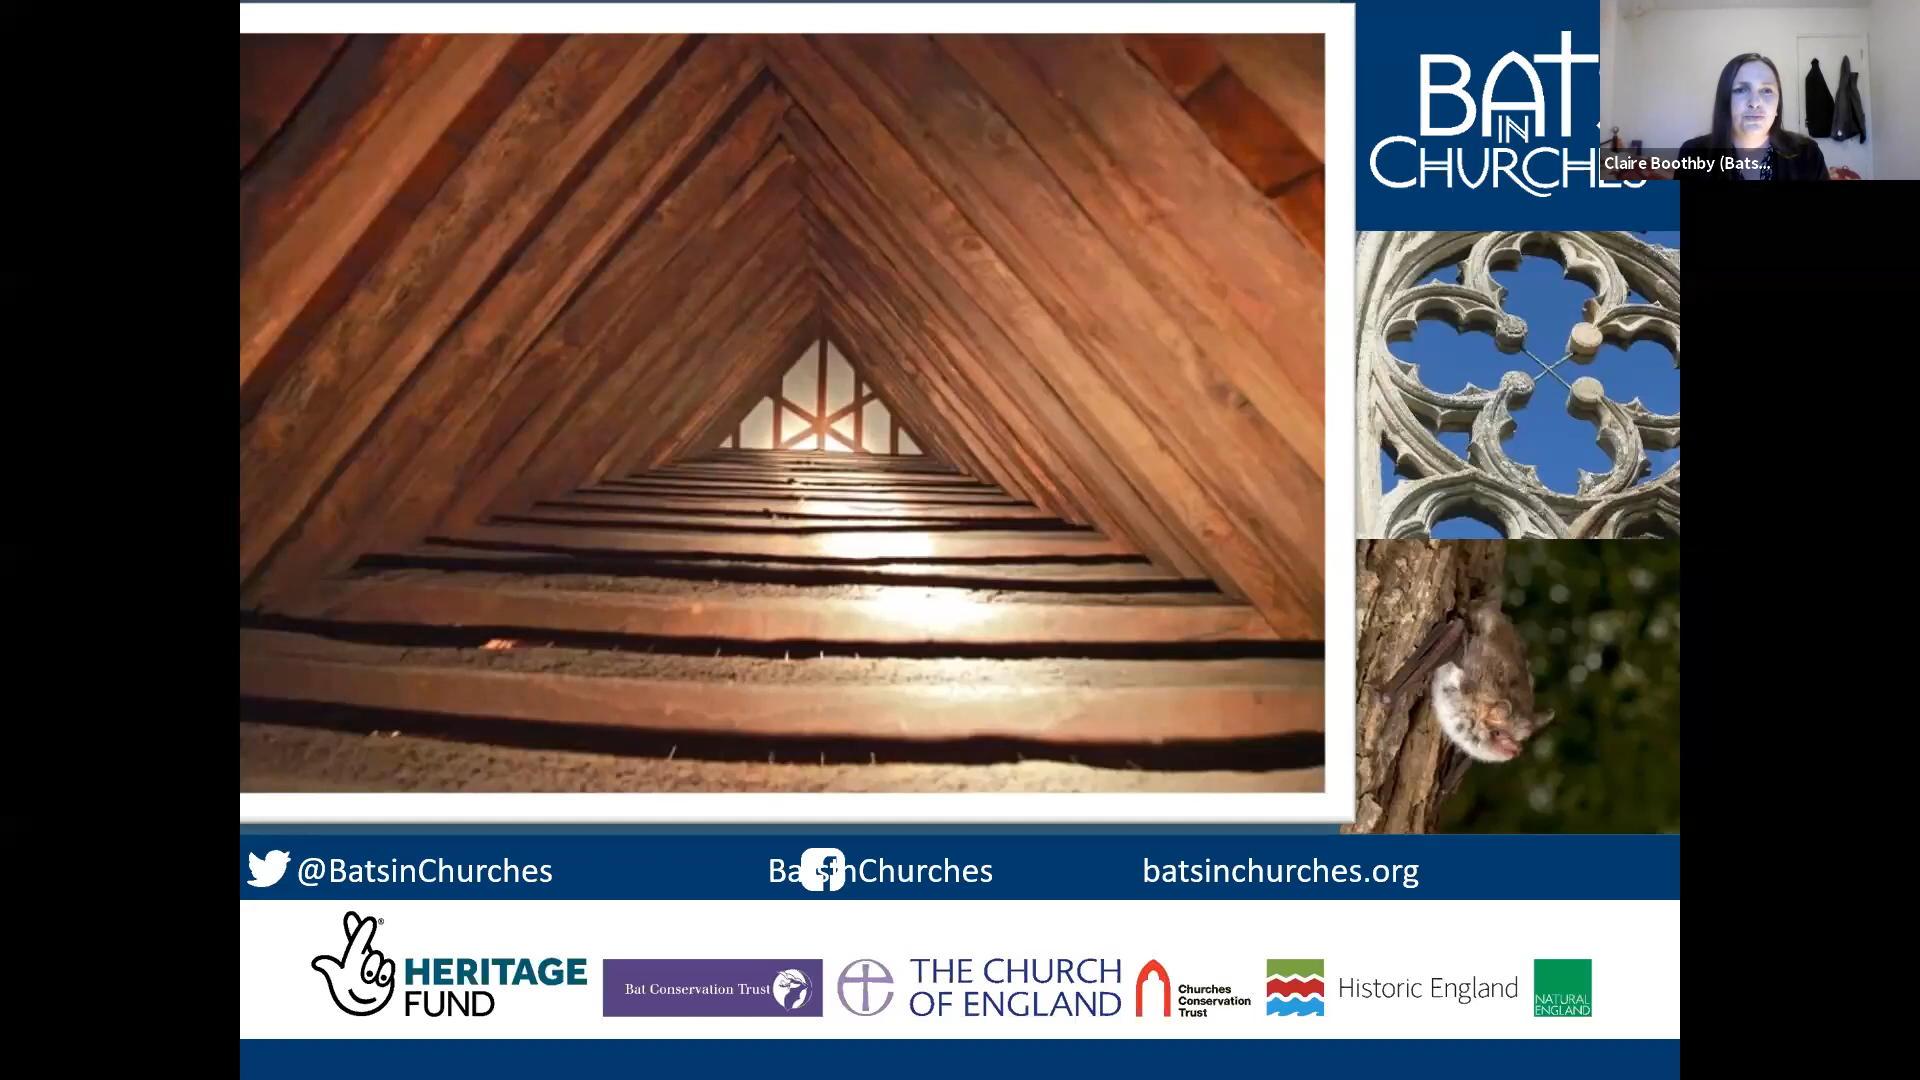 BATS
IN
CHURCHES
Claire Boothby (Bats...
@BatsinChurches
BatsinChurches
batsinchurches.org
HERITAGE
FUND
Bat Conservation Trust
THE CHURCH
OF ENGLAND
Churches
Conservation
Trust
Historic England
NATURAL
ENGLAND